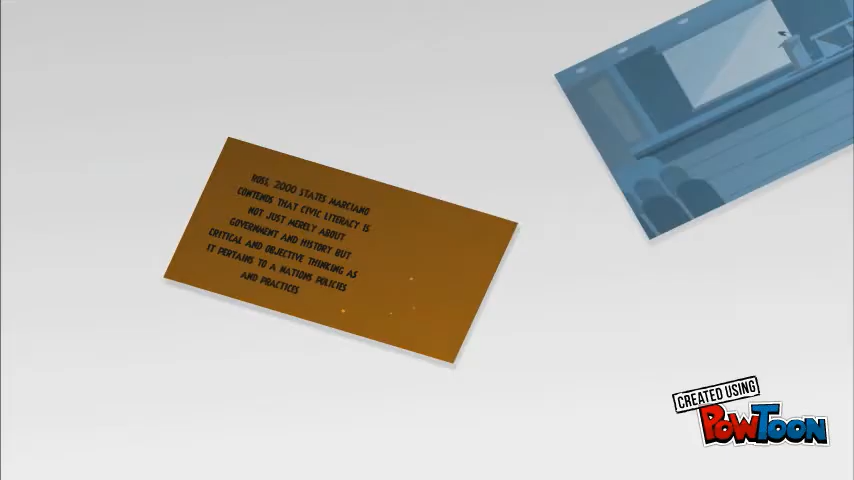 ROSS, 2000 STATES MARCIANO
CONTENDS THAT CIVIC LITERACY IS
NOT JUST MERELY ABOUT
GOVERNMENT AND HISTORY BUT
CRITICAL AND OBJECTIVE THINKING AS
IT PERTAINS TO A NATIONS POLICIES
AND PRACTICES
CREATED USING
POWTOON